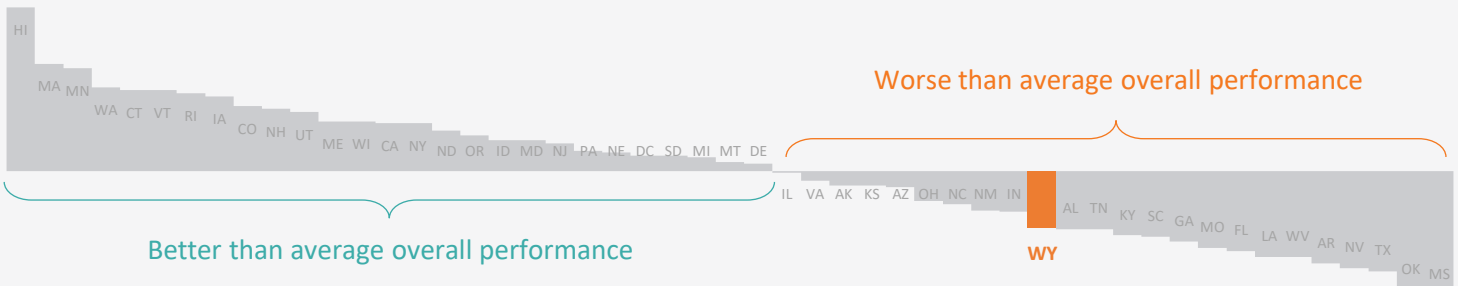 HI
MA
MN
WA
CT
VT
RI
IA
CO
NH
UT
ME
WI
CA
NY
ND
OR
ID
MD
NJ
PA
NE
DC
SD
MI
MT
DE
Worse than average overall performance
IL
VA
AK
KS
AZ
OH
NC
NM
IN
WY
AL
TN
KY
SC
GA
MO
FL
LA
WV
AR
NV
TX
OK
MS
Better than average overall performance